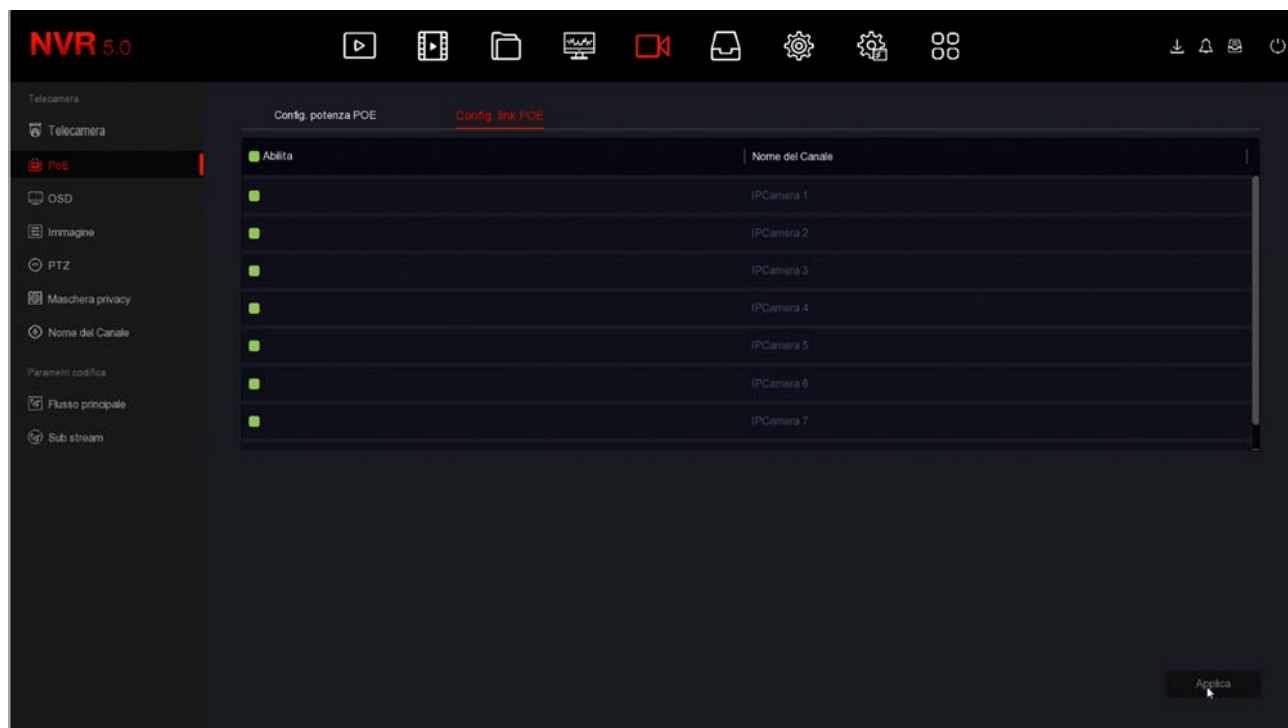 NVR 5.0
Telecamera
Telecamera
PoE
OSD
Immagine
PTZ
Maschera privacy
Nome del Canale
Parametri codifica
Flusso principale
Sub stream
Config. potenza POE
Config. link POE
Abilita
Nome del Canale
IPCamera 1
IPCamera 2
IPCamera 3
IPCamera 4
IPCamera 5
IPCamera 6
IPCamera 7
Applica